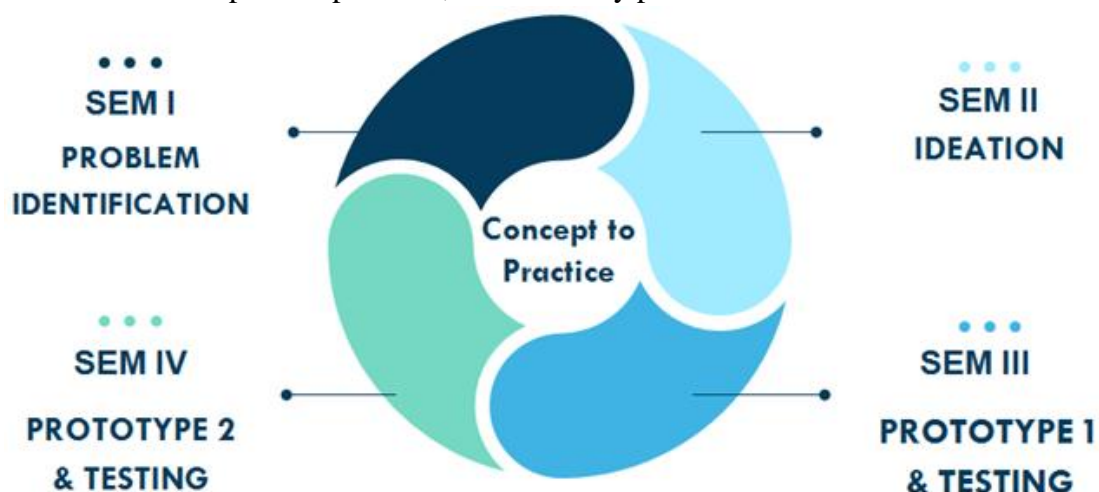 SEM I
PROBLEM
IDENTIFICATION
SEM II
IDEATION
Concept to
Practice
SEM IV
PROTOTYPE 2
& TESTING
SEM III
PROTOTYPE 1
& TESTING